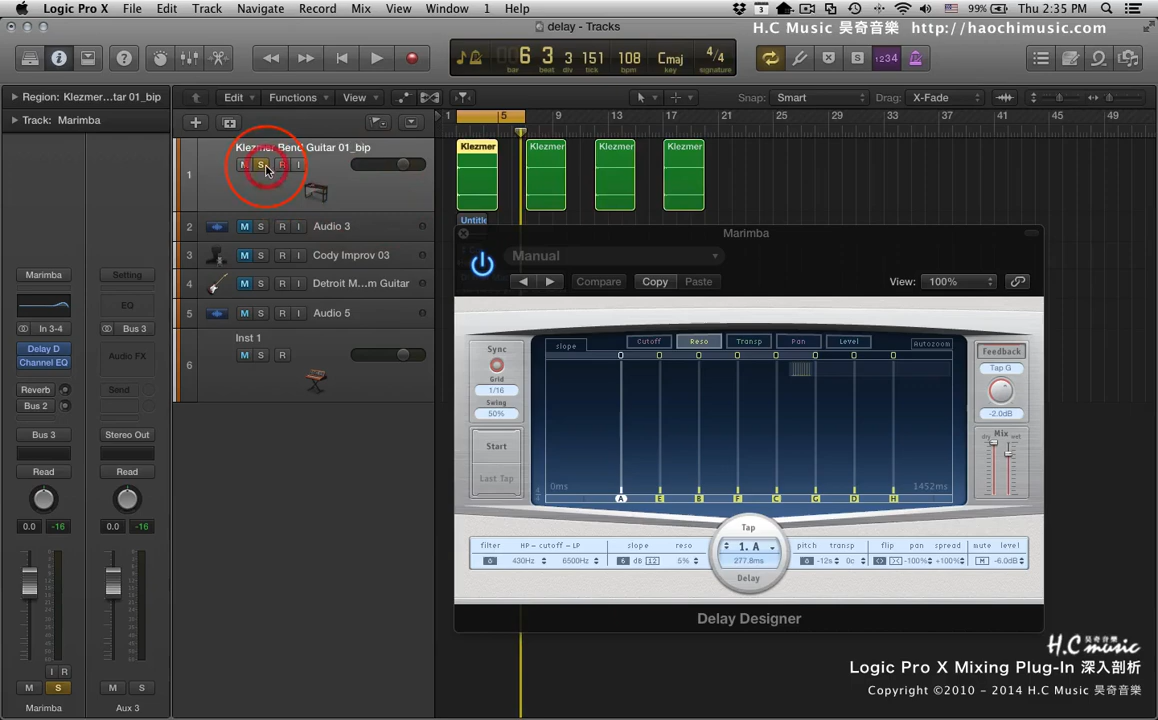 Logic Pro X File Edit Track Navigate Record Mix View Window 1 Help
3 99% Thu 2:35 PM
delay - Tracks
H.C Music 昊奇音樂 http://haochimusic.com
6 3 3 151 108 Cmaj 4/4
bar beat div tick bpm key signature
1234
Region: Klezmer...tar 01_bip
Edit Functions View
Snap: Smart Drag: X-Fade
Track: Marimba
1 5 9 13 17 21 25 29 33 37 41 45 49
Klezmer Bend Guitar 01_bip
M S R I
1
Klezmer Klezmer Klezmer Klezmer
2 M S R I Audio 3
Untitle
3 M S R I Cody Improv 03
4 M S R I Detroit M...m Guitar
5 M S R I Audio 5
Inst 1
M S R
6
Marimba Setting
EQ
In 3-4 Bus 3
Delay D
Channel EQ
Audio FX
Reverb Send
Bus 2
Bus 3 Stereo Out
Read Read
0.0 -16 0.0 -16
I R
M S M S
Marimba Aux 3
Marimba
Manual
Compare Copy Paste
View: 100%
Sync
Grid
1/16
Swing
50%
Start
Last Tap
slope Cutoff Reso Transp Pan Level Autozoom
0ms 1452ms
A E B F C G D H
Feedback
Tap G
-2.0dB
Mix
dry wet
Tap
1. A
277.8ms
Delay
filter HP - cutoff - LP slope reso
430Hz 6500Hz 6 dB 12 5%
pitch transp flip pan spread mute level
-12s 0c -100% +100% M -6.0dB
Delay Designer
H.C music
Logic Pro X Mixing Plug-In 深入剖析
Copyright ©2010 - 2014 H.C Music 昊奇音樂